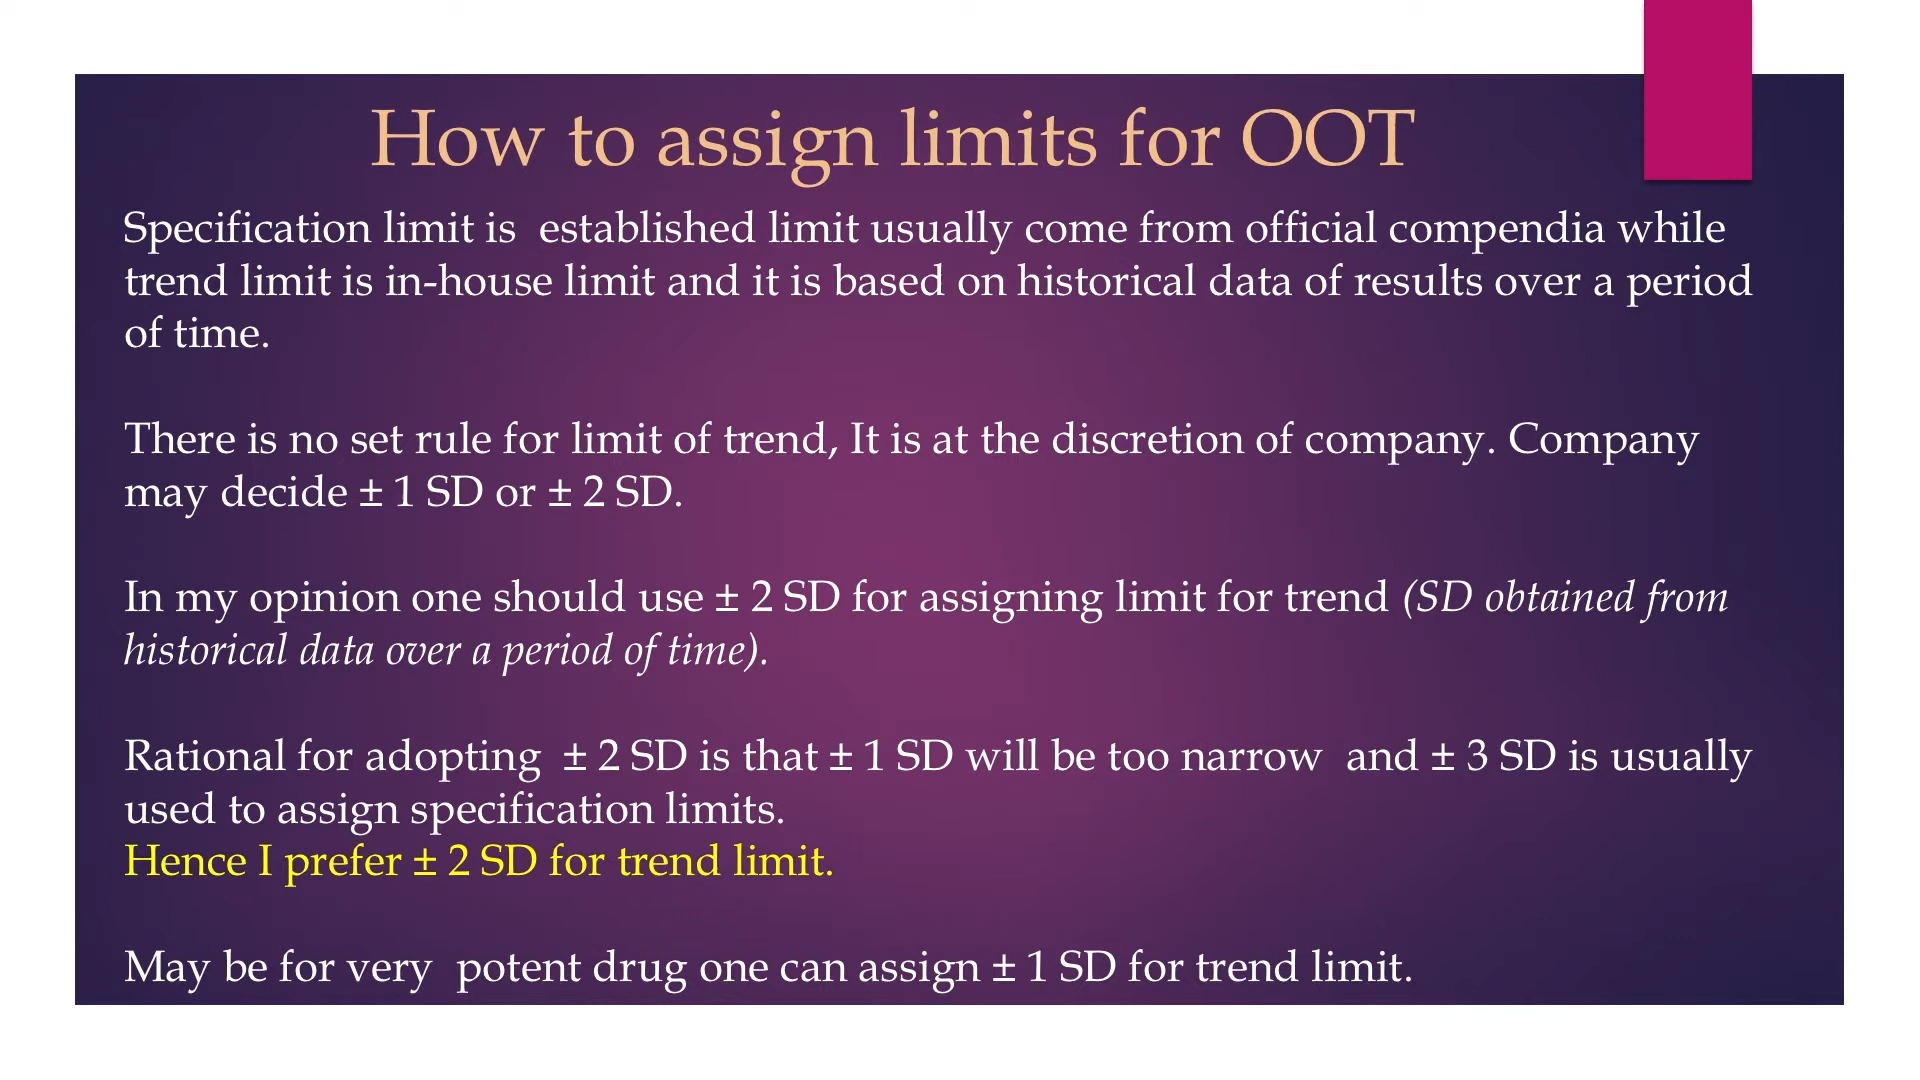 How to assign limits for OOT
Specification limit is  established limit usually come from official compendia while
trend limit is in-house limit and it is based on historical data of results over a period
of time.
There is no set rule for limit of trend, It is at the discretion of company. Company
may decide ± 1 SD or ± 2 SD.
In my opinion one should use ± 2 SD for assigning limit for trend (SD obtained from
historical data over a period of time).
Rational for adopting  ± 2 SD is that ± 1 SD will be too narrow  and ± 3 SD is usually
used to assign specification limits.
Hence I prefer ± 2 SD for trend limit.
May be for very  potent drug one can assign ± 1 SD for trend limit.